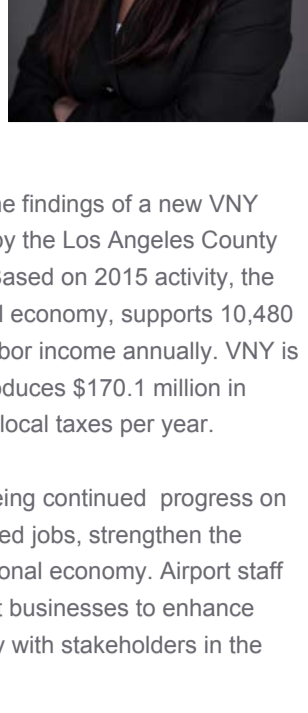 he findings of a new VNY
by the Los Angeles County
Based on 2015 activity, the
l economy, supports 10,480
bor income annually. VNY is
oduces $170.1 million in
local taxes per year.
eing continued progress on
ed jobs, strengthen the
onal economy. Airport staff
t businesses to enhance
y with stakeholders in the